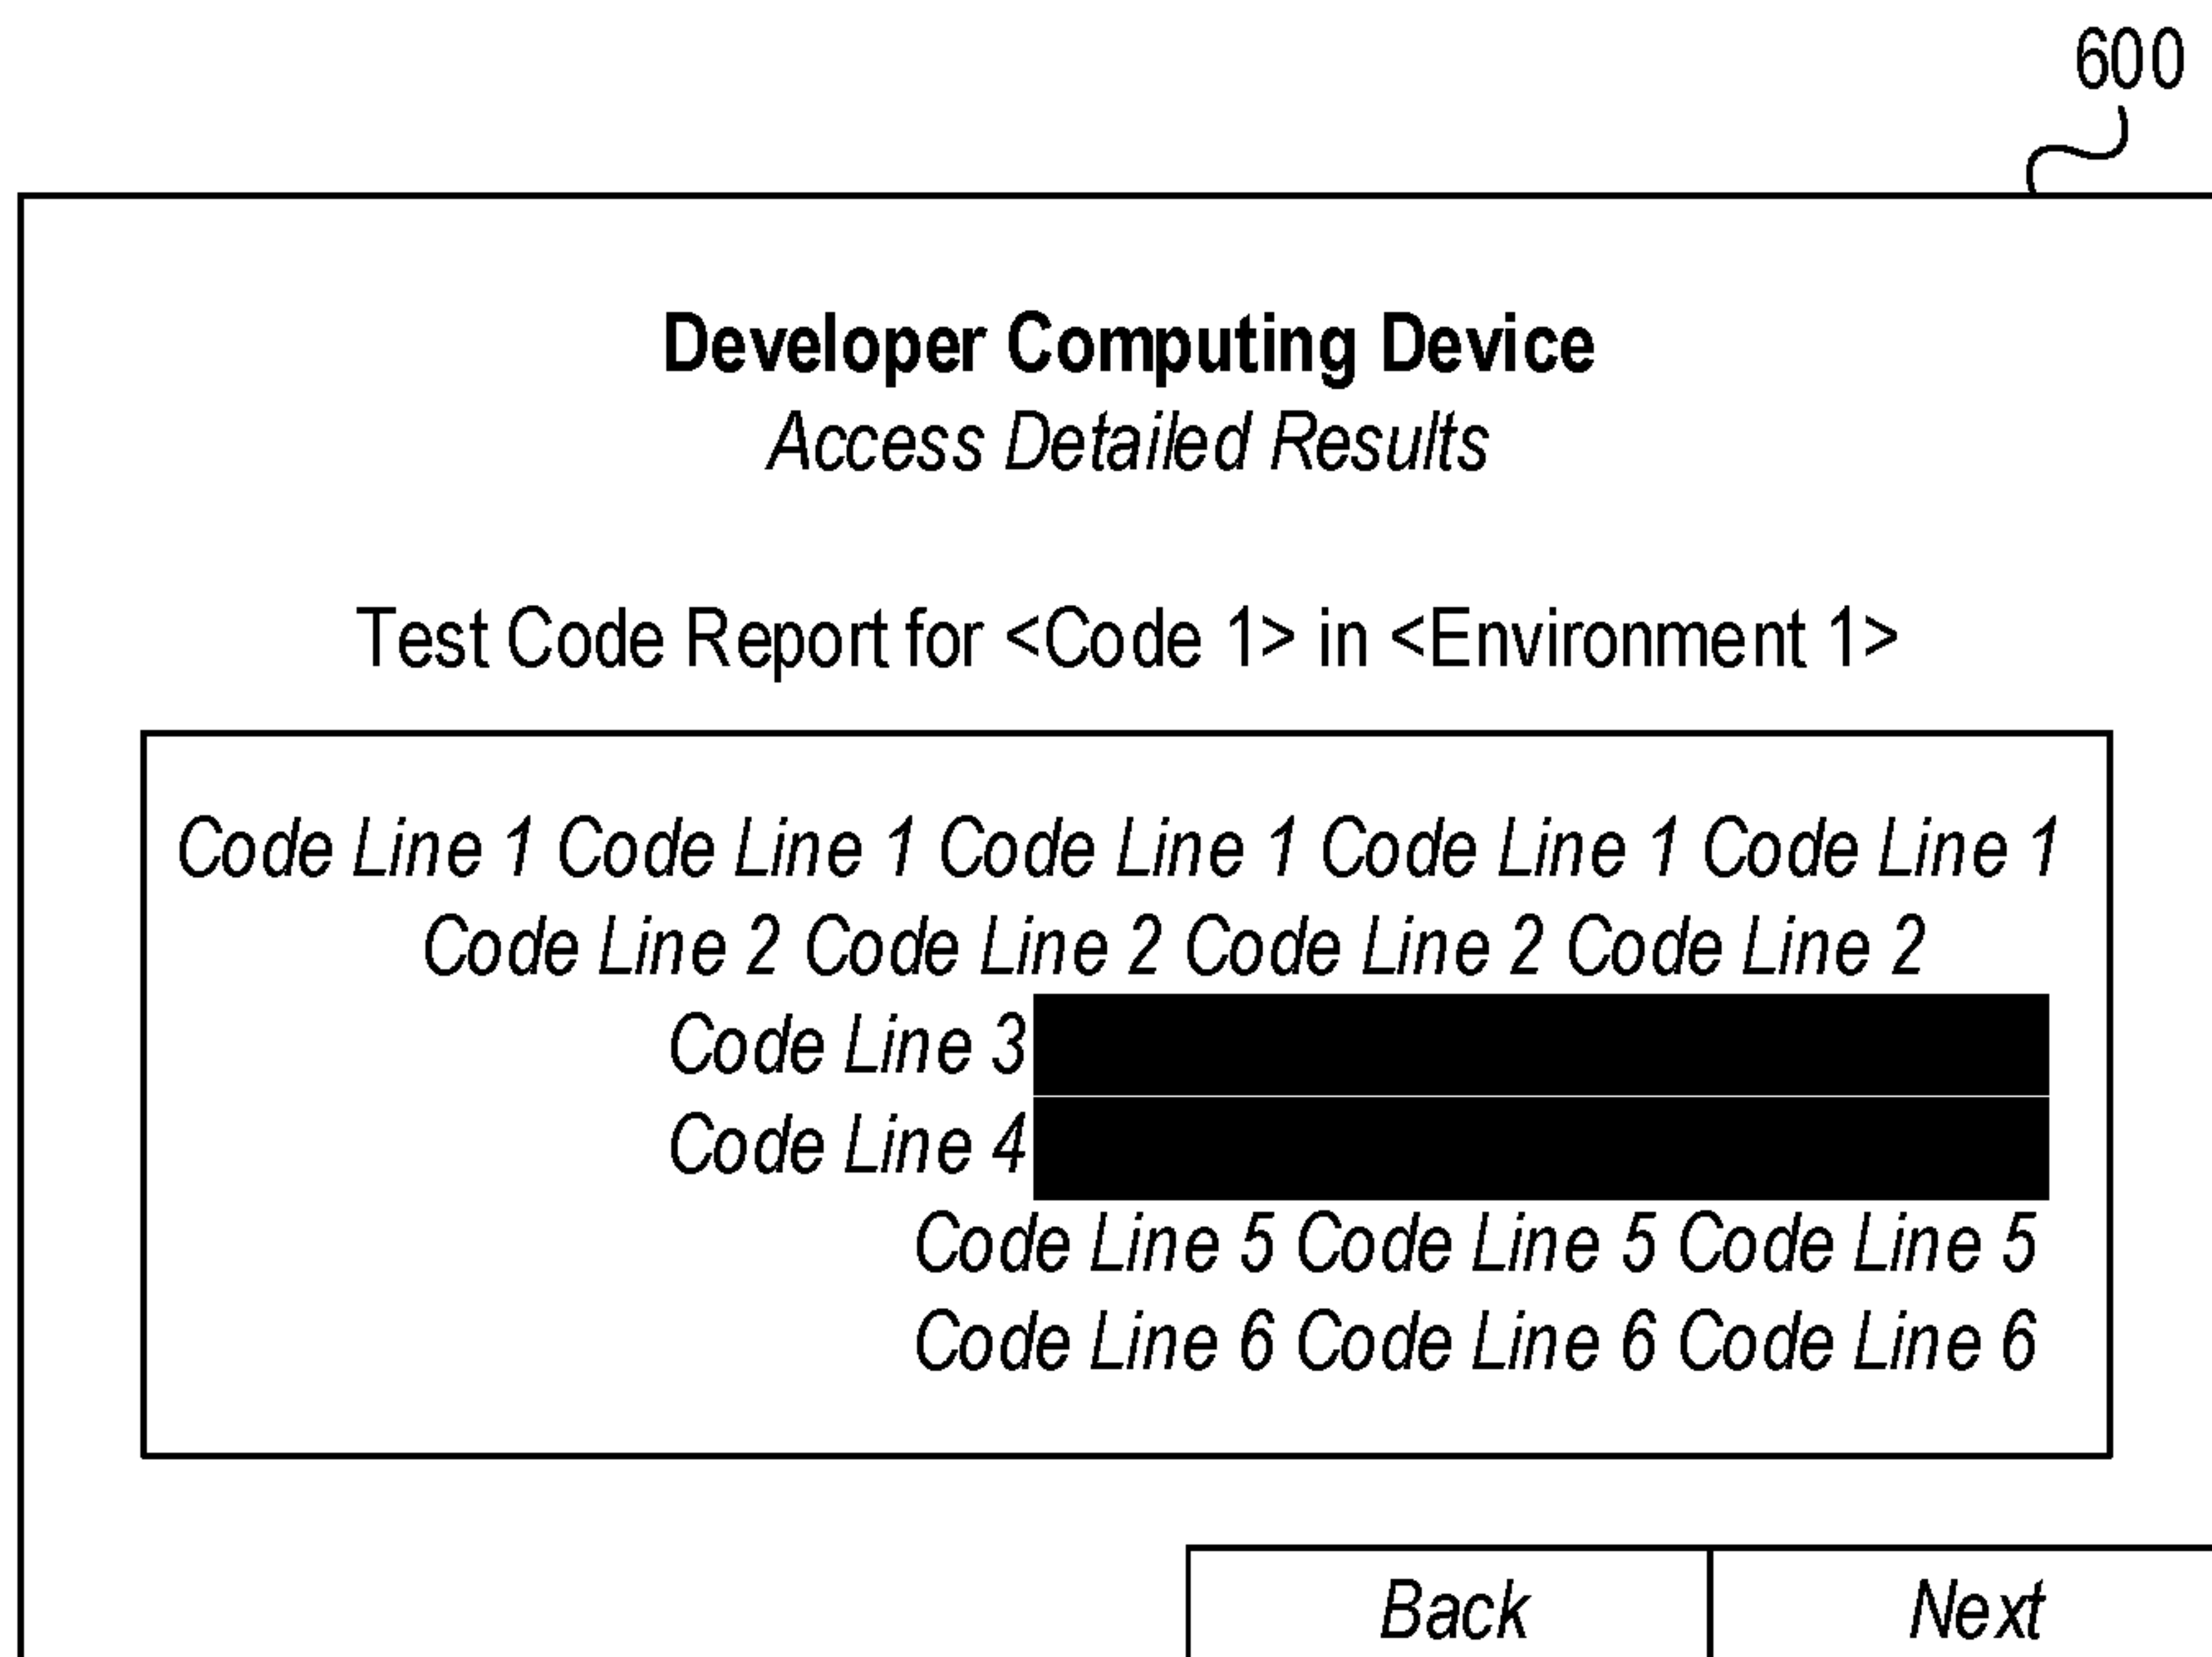 600
Developer Computing Device
Access Detailed Results
Test Code Report for <Code 1> in <Environment 1>
Code Line 1 Code Line 1 Code Line 1 Code Line 1 Code Line 1
Code Line 2 Code Line 2 Code Line 2 Code Line 2
Code Line 3
Code Line 4
Code Line 5 Code Line 5 Code Line 5
Code Line 6 Code Line 6 Code Line 6
Back Next